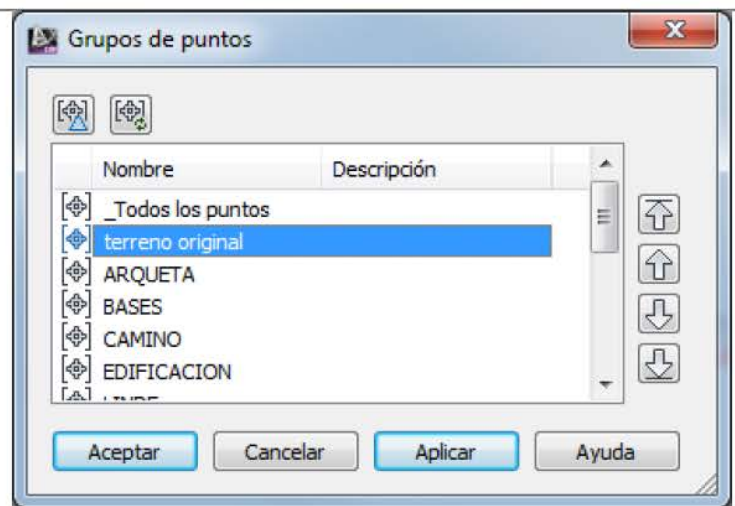 Grupos de puntos
Nombre Descripción
_Todos los puntos
terreno original
ARQUETA
BASES
CAMINO
EDIFICACION
Aceptar Cancelar Aplicar Ayuda